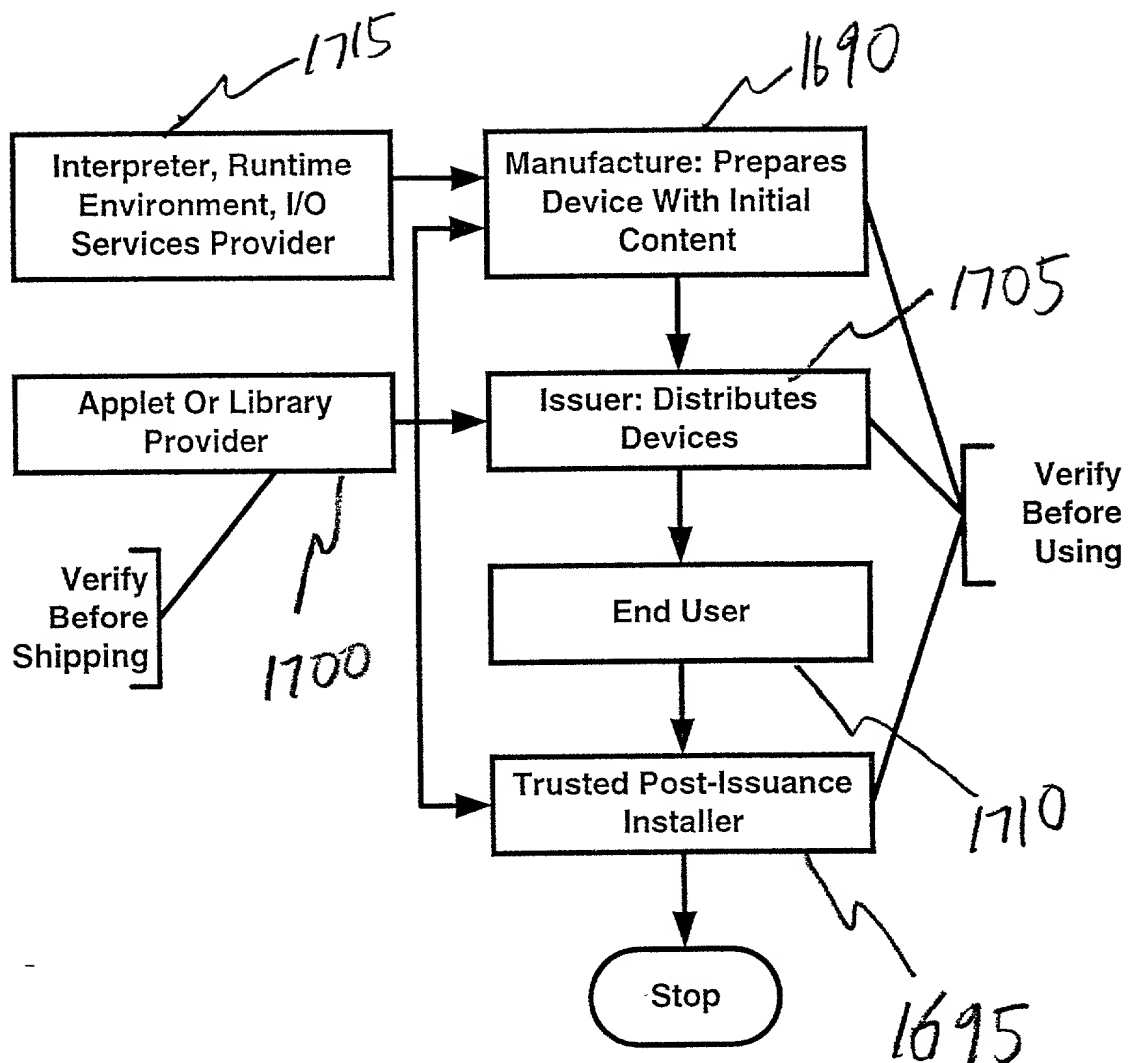 1715
1690
Interpreter, Runtime
Environment, I/O
Services Provider
Manufacture: Prepares
Device With Initial
Content
1705
Applet Or Library
Provider
Issuer: Distributes
Devices
Verify
Before
Using
Verify
Before
Shipping
1700
End User
Trusted Post-Issuance
Installer
1710
Stop
1695